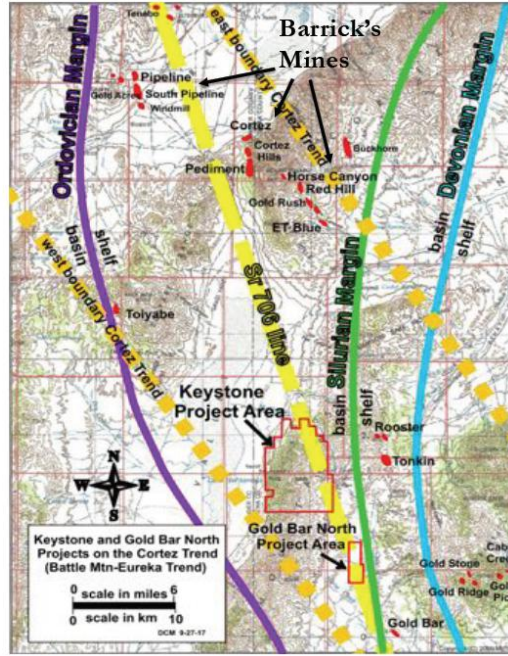 Tenabo
east boundary Cortez Trend
Barrick's
Mines
Ordovician Margin
Pipeline
Gold Acres
South Pipeline
Windmill
Cortez
Cortez
Hills
Pediment
Buckhorn
Horse Canyon
Red Hill
Gold Rush
ET Blue
Devonian Margin
basin
shelf
basin
shelf
west boundary Cortez Trend
Tolyabe
Sr 706 line
Silurian Margin
basin
shelf
Keystone
Project Area
Rooster
Tonkin
N
W
E
S
Gold Bar North
Project Area
Keystone and Gold Bar North
Projects on the Cortez Trend
(Battle Mtn-Eureka Trend)
0 6
scale in miles
scale in km
0 10
DCM 9-27-17
Gold Stone
Gold Ridge
Gold Bar